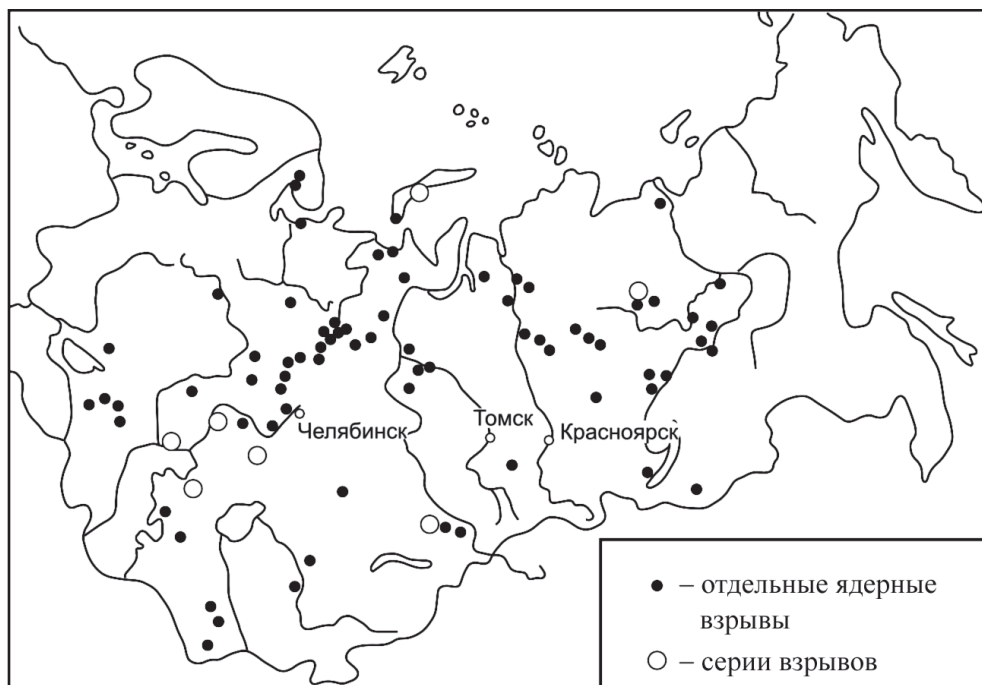 Челябинск
Томск
Красноярск
– отдельные ядерные
взрывы
– серии взрывов